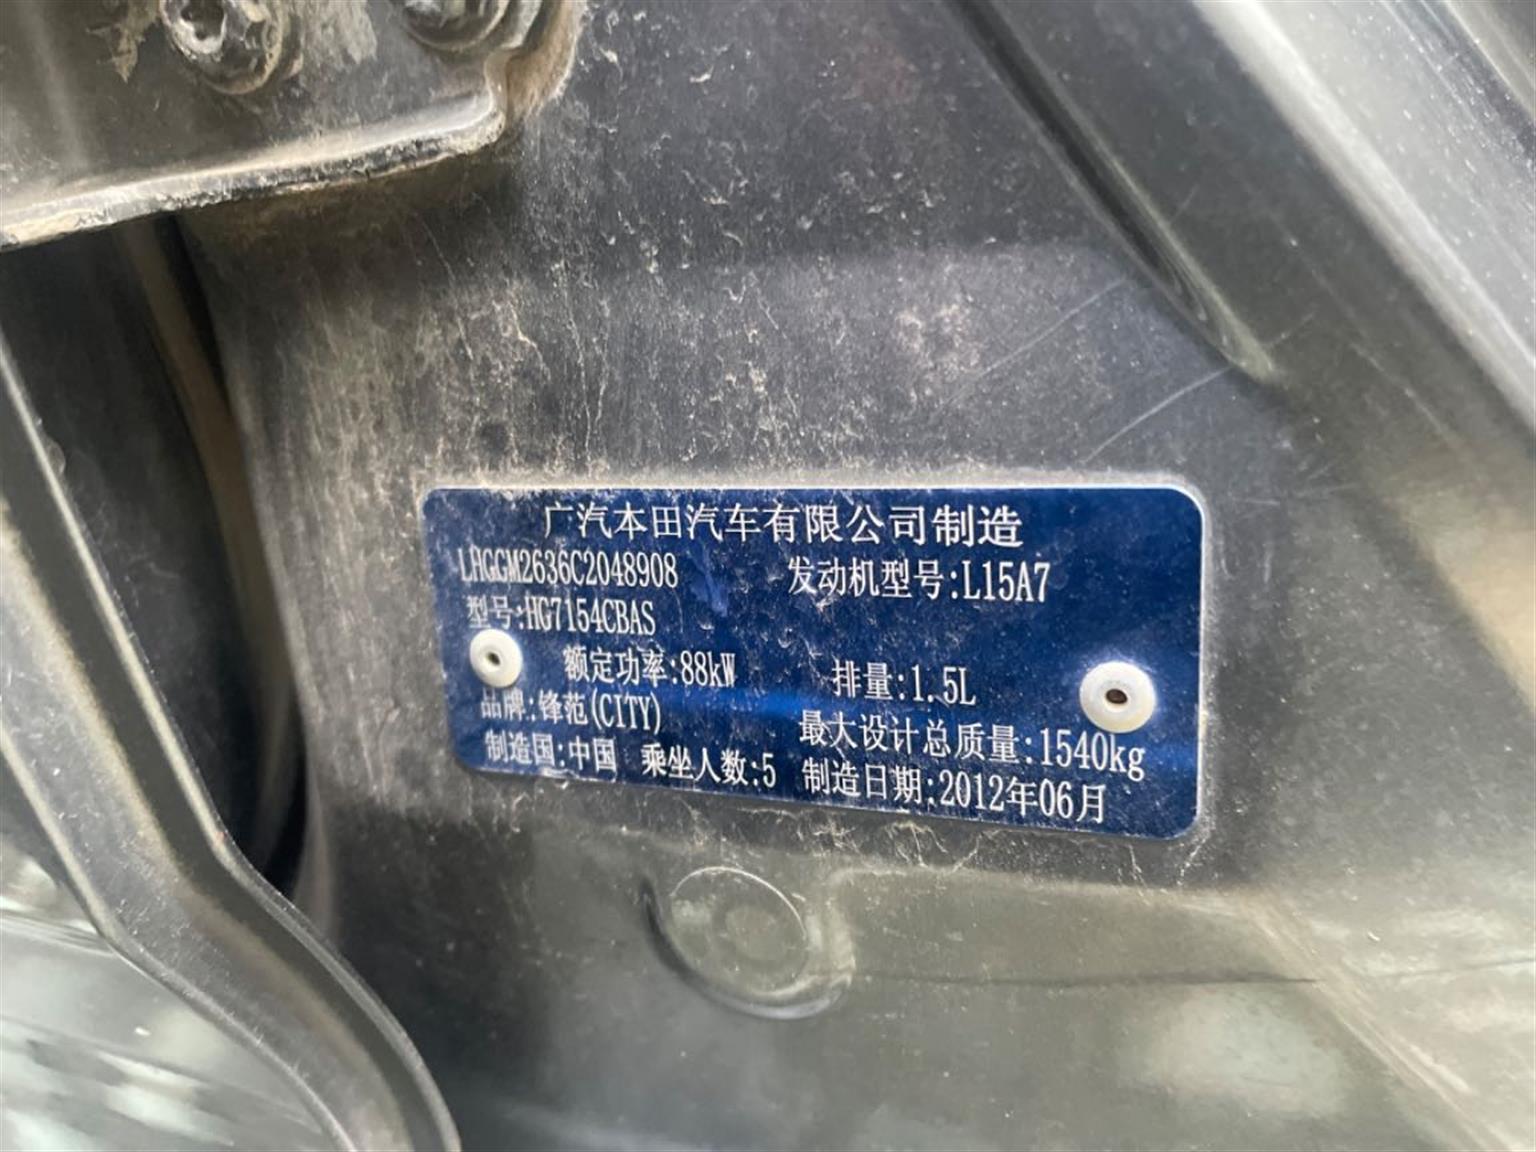 广汽本田汽车有限公司制造
LHGGM2636C2048908 发动机型号:L15A7
型号:HG7154CBAS
额定功率:88kW 排量:1.5L
品牌:锋范(CITY) 最大设计总质量:1540kg
制造国:中国 乘坐人数:5 制造日期:2012年06月